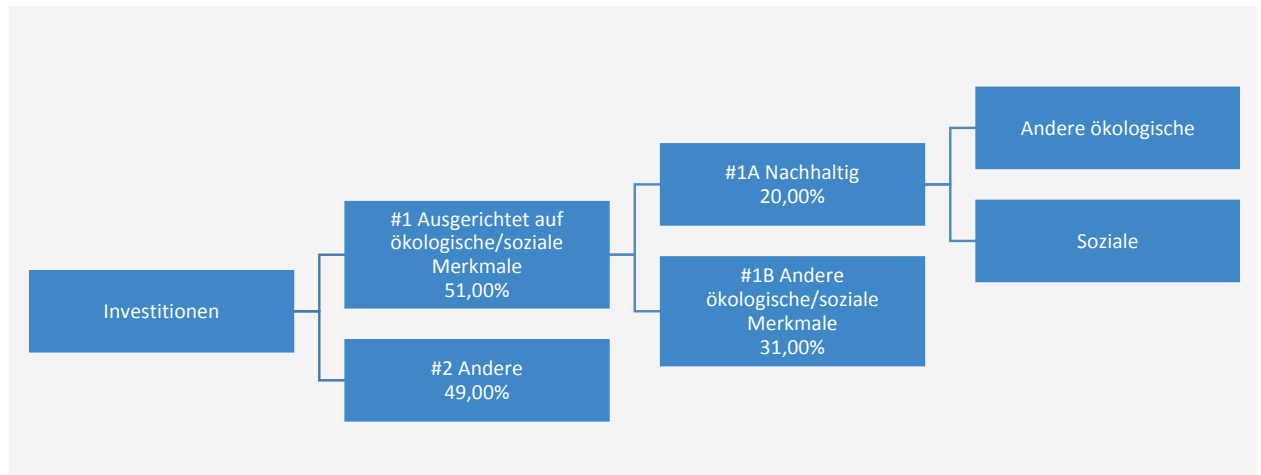 Investitionen
#1 Ausgerichtet auf
ökologische/soziale
Merkmale
51,00%
#2 Andere
49,00%
#1A Nachhaltig
20,00%
#1B Andere
ökologische/soziale
Merkmale
31,00%
Andere ökologische
Soziale